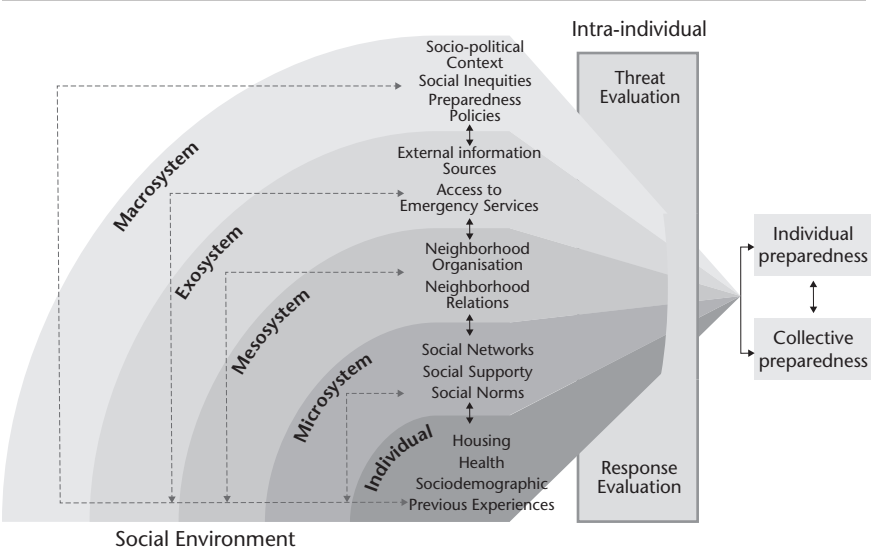 Intra-individual
Socio-political
Context
Social Inequities
Preparedness
Policies
Threat
Evaluation
Macrosystem
External information
Sources
Access to
Emergency Services
Exosystem
Neighborhood
Organisation
Neighborhood
Relations
Mesosystem
Individual
preparedness
Collective
preparedness
Social Networks
Social Supporty
Social Norms
Microsystem
Housing
Health
Sociodemographic
Previous Experiences
Individual
Response
Evaluation
Social Environment